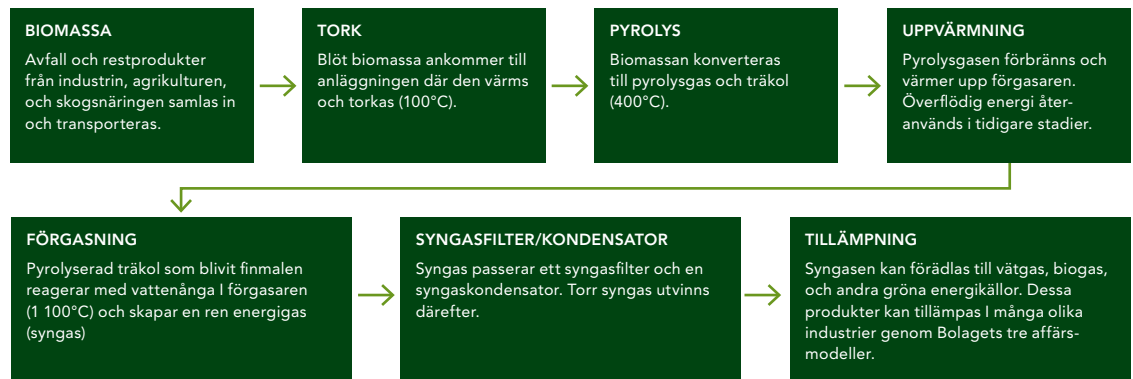 BIOMASSA
Avfall och restprodukter
från industrin, agrikulturen,
och skogsnäringen samlas in
och transporteras.
TORK
Blöt biomassa ankommer till
anläggningen där den värms
och torkas (100°C).
PYROLYS
Biomassan konverteras
till pyrolysgas och träkol
(400°C).
UPPVÄRMNING
Pyrolysgasen förbränns och
värmer upp förgasaren.
Överflödig energi åter-
används i tidigare stadier.
FÖRGASNING
Pyrolyserad träkol som blivit finmalen
reagerar med vattenånga I förgasaren
(1 100°C) och skapar en ren energigas
(syngas)
SYNGASFILTER/KONDENSATOR
Syngas passerar ett syngasfilter och en
syngaskondensator. Torr syngas utvinns
därefter.
TILLÄMPNING
Syngasen kan förädlas till vätgas, biogas,
och andra gröna energikällor. Dessa
produkter kan tillämpas I många olika
industrier genom Bolagets tre affärs-
modeller.